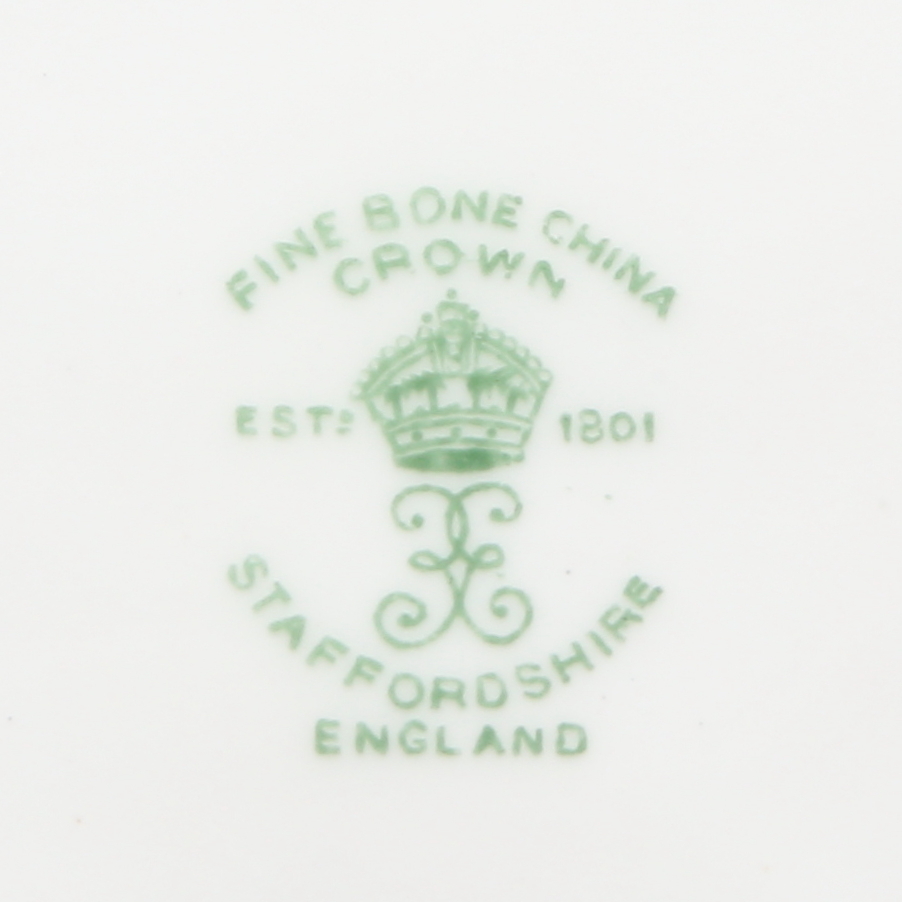 FINE BONE CHINA
CROWN
ESTD 1801
STAFFORDSHIRE
ENGLAND